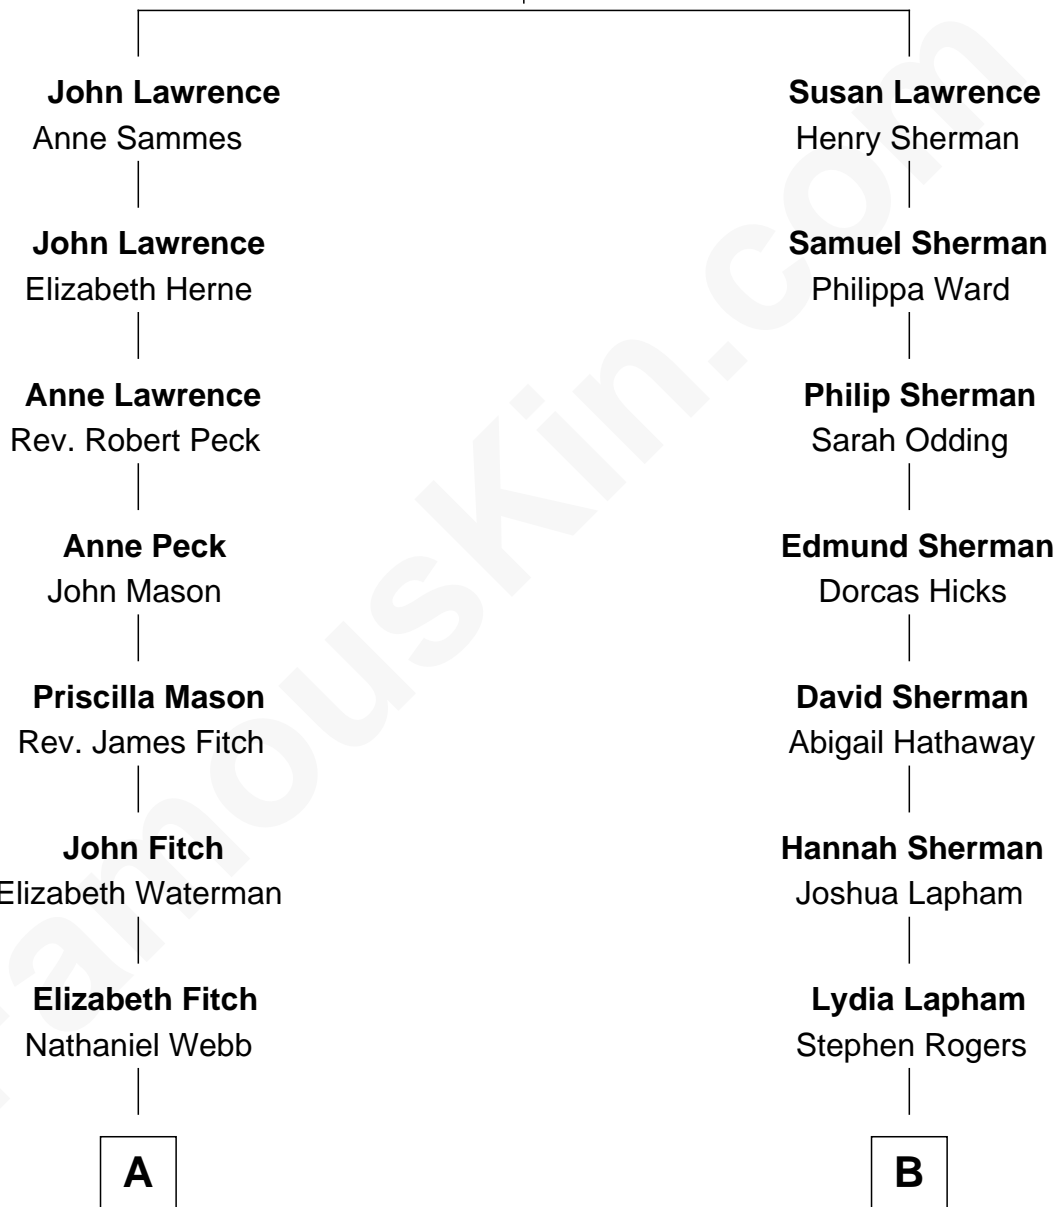 John Lawrence
Anne Sammes
John Lawrence
Elizabeth Herne
Anne Lawrence
Rev. Robert Peck
Anne Peck
John Mason
Priscilla Mason
Rev. James Fitch
John Fitch
Elizabeth Waterman
Elizabeth Fitch
Nathaniel Webb
A
Susan Lawrence
Henry Sherman
Samuel Sherman
Philippa Ward
Philip Sherman
Sarah Odding
Edmund Sherman
Dorcas Hicks
David Sherman
Abigail Hathaway
Hannah Sherman
Joshua Lapham
Lydia Lapham
Stephen Rogers
B
FamousKin.com